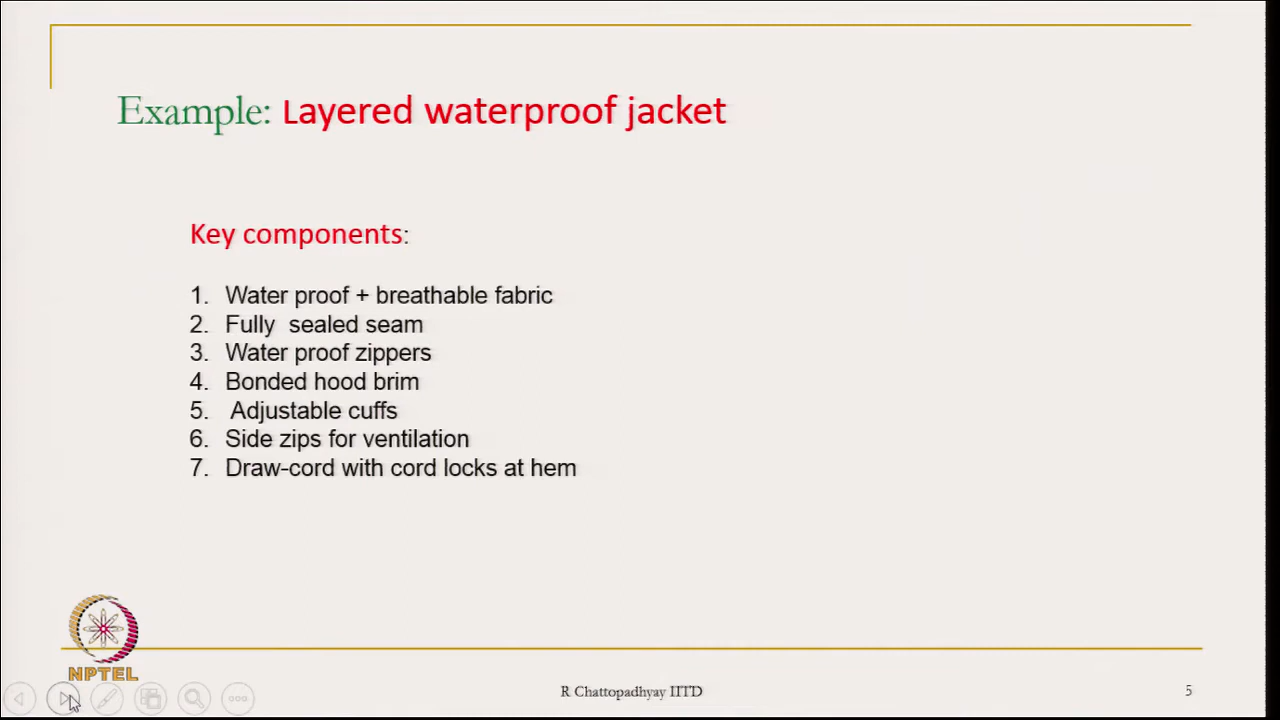 Example: Layered waterproof jacket
Key components:
1. Water proof + breathable fabric
2. Fully sealed seam
3. Water proof zippers
4. Bonded hood brim
5. Adjustable cuffs
6. Side zips for ventilation
7. Draw-cord with cord locks at hem
NPTEL
R Chattopadhyay IITD
5